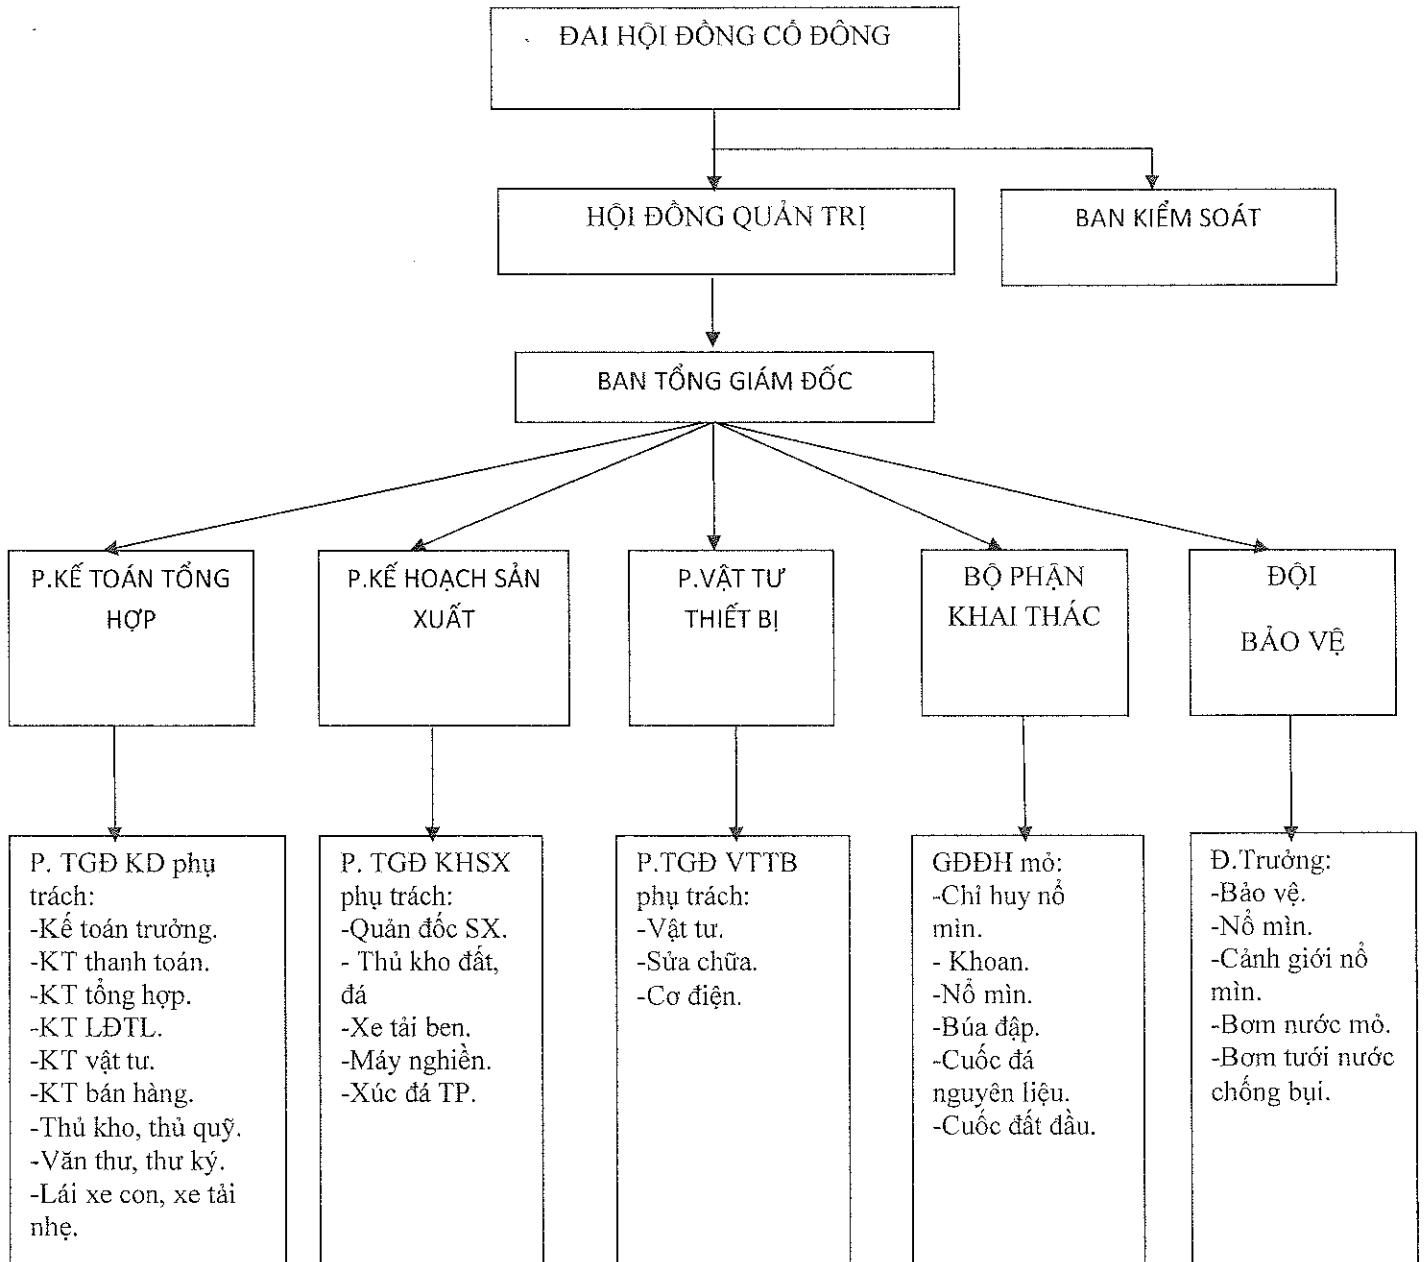 ĐAI HỘI ĐỒNG CỔ ĐÔNG
HỘI ĐỒNG QUẢN TRỊ
BAN KIỂM SOÁT
BAN TỔNG GIÁM ĐỐC
P.KẾ TOÁN TỔNG
HỢP
P.KẾ HOẠCH SẢN
XUẤT
P.VẬT TƯ
THIẾT BỊ
BỘ PHẬN
KHAI THÁC
ĐỘI
BẢO VỆ
P. TGĐ KD phụ
trách:
-Kế toán trưởng.
-KT thanh toán.
-KT tổng hợp.
-KT LĐTL.
-KT vật tư.
-KT bán hàng.
-Thủ kho, thủ quỹ.
-Văn thư, thư ký.
-Lái xe con, xe tải
nhẹ.
P. TGĐ KHSX
phụ trách:
-Quản đốc SX.
- Thủ kho đất,
đá
-Xe tải ben.
-Máy nghiền.
-Xúc đá TP.
P.TGĐ VTTB
phụ trách:
-Vật tư.
-Sửa chữa.
-Cơ điện.
GĐĐH mỏ:
-Chỉ huy nổ
mìn.
- Khoan.
-Nổ mìn.
-Búa đập.
-Cuốc đá
nguyên liệu.
-Cuốc đất đầu.
Đ.Trưởng:
-Bảo vệ.
-Nổ mìn.
-Cảnh giới nổ
mìn.
-Bơm nước mỏ.
-Bơm tưới nước
chống bụi.